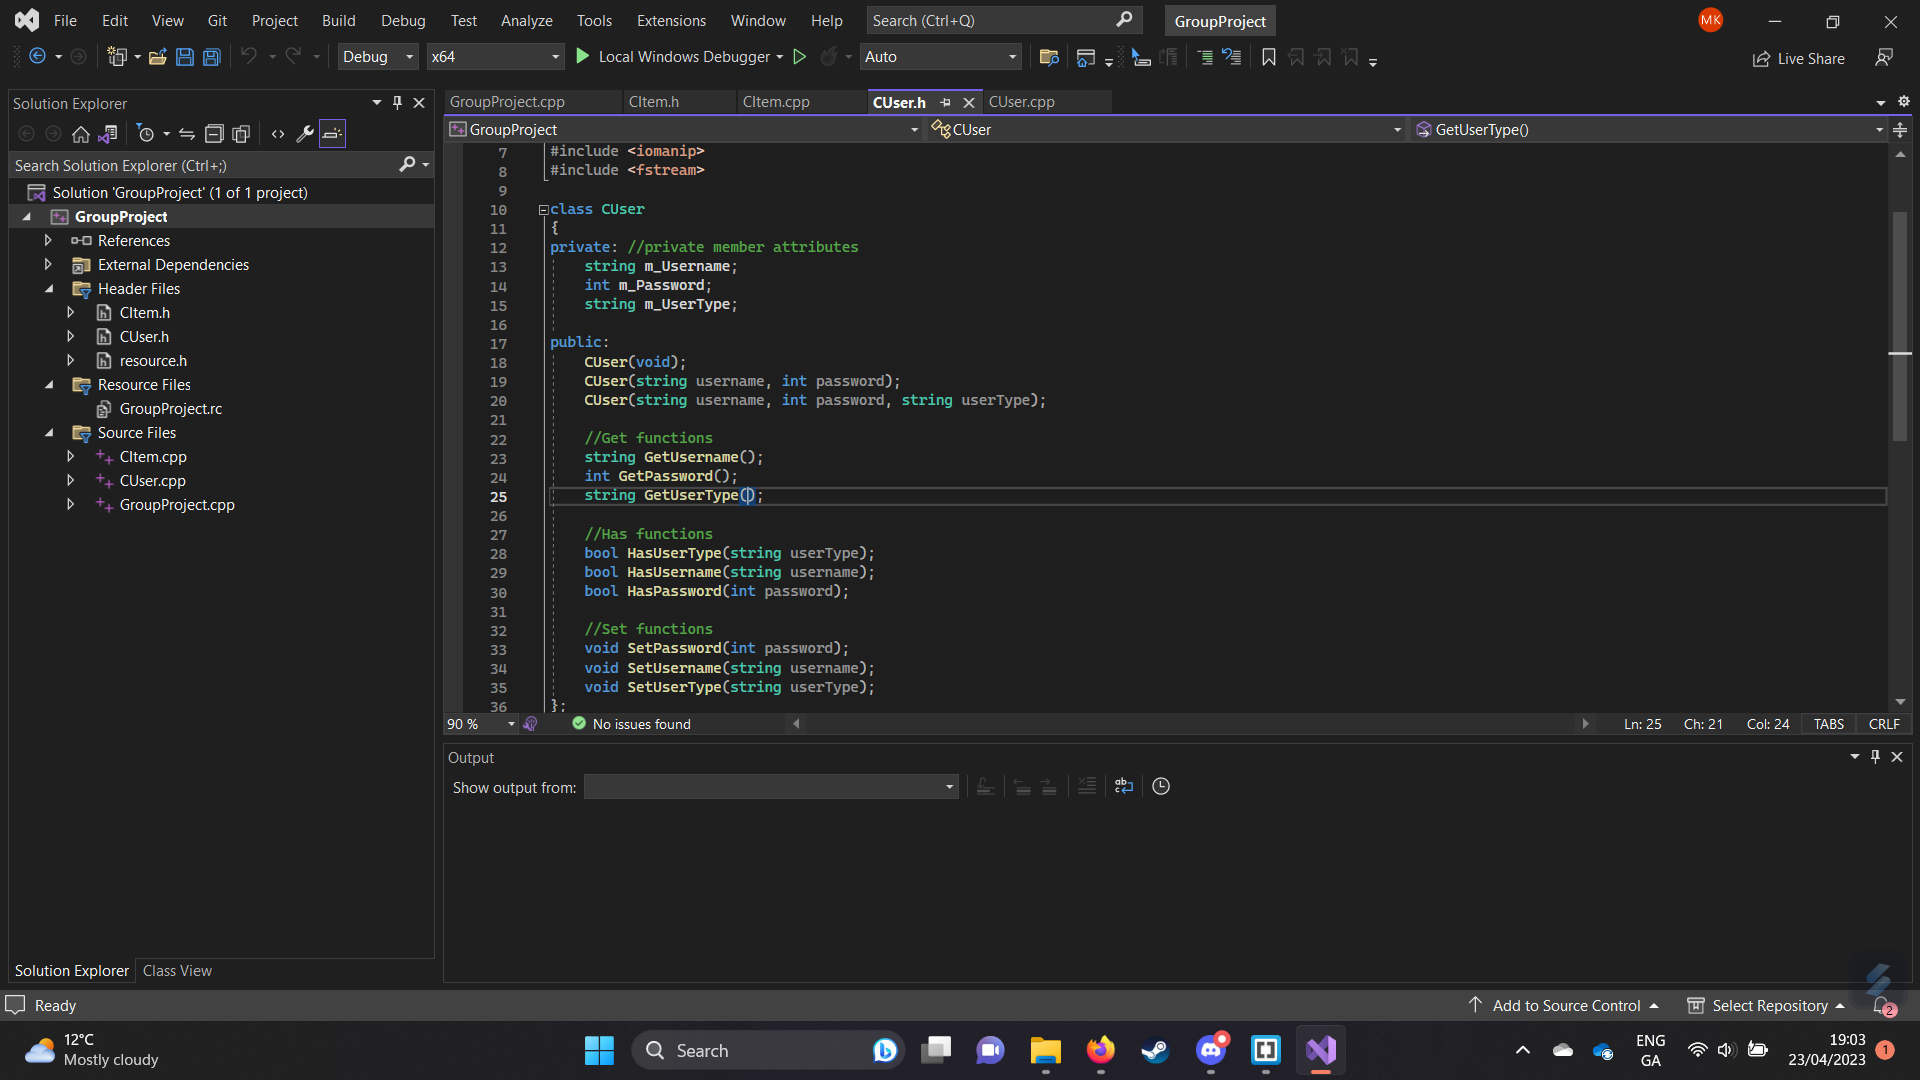 File Edit View Git Project Build Debug Test Analyze Tools Extensions Window Help Search (Ctrl+Q) GroupProject MK
Debug x64 Local Windows Debugger Auto Live Share
Solution Explorer
Search Solution Explorer (Ctrl+;)
Solution 'GroupProject' (1 of 1 project)
GroupProject
References
External Dependencies
Header Files
CItem.h
CUser.h
resource.h
Resource Files
GroupProject.rc
Source Files
CItem.cpp
CUser.cpp
GroupProject.cpp
Solution Explorer Class View
GroupProject.cpp CItem.h CItem.cpp CUser.h CUser.cpp
GroupProject CUser GetUserType()
7 #include <iomanip>
8 #include <fstream>
9
10 class CUser
11 {
12 private: //private member attributes
13 string m_Username;
14 int m_Password;
15 string m_UserType;
16
17 public:
18 CUser(void);
19 CUser(string username, int password);
20 CUser(string username, int password, string userType);
21
22 //Get functions
23 string GetUsername();
24 int GetPassword();
25 string GetUserType();
26
27 //Has functions
28 bool HasUserType(string userType);
29 bool HasUsername(string username);
30 bool HasPassword(int password);
31
32 //Set functions
33 void SetPassword(int password);
34 void SetUsername(string username);
35 void SetUserType(string userType);
36 };
90 % No issues found Ln: 25 Ch: 21 Col: 24 TABS CRLF
Output
Show output from:
Ready Add to Source Control Select Repository 2
12°C
Mostly cloudy
Search
ENG
GA
19:03
23/04/2023
1